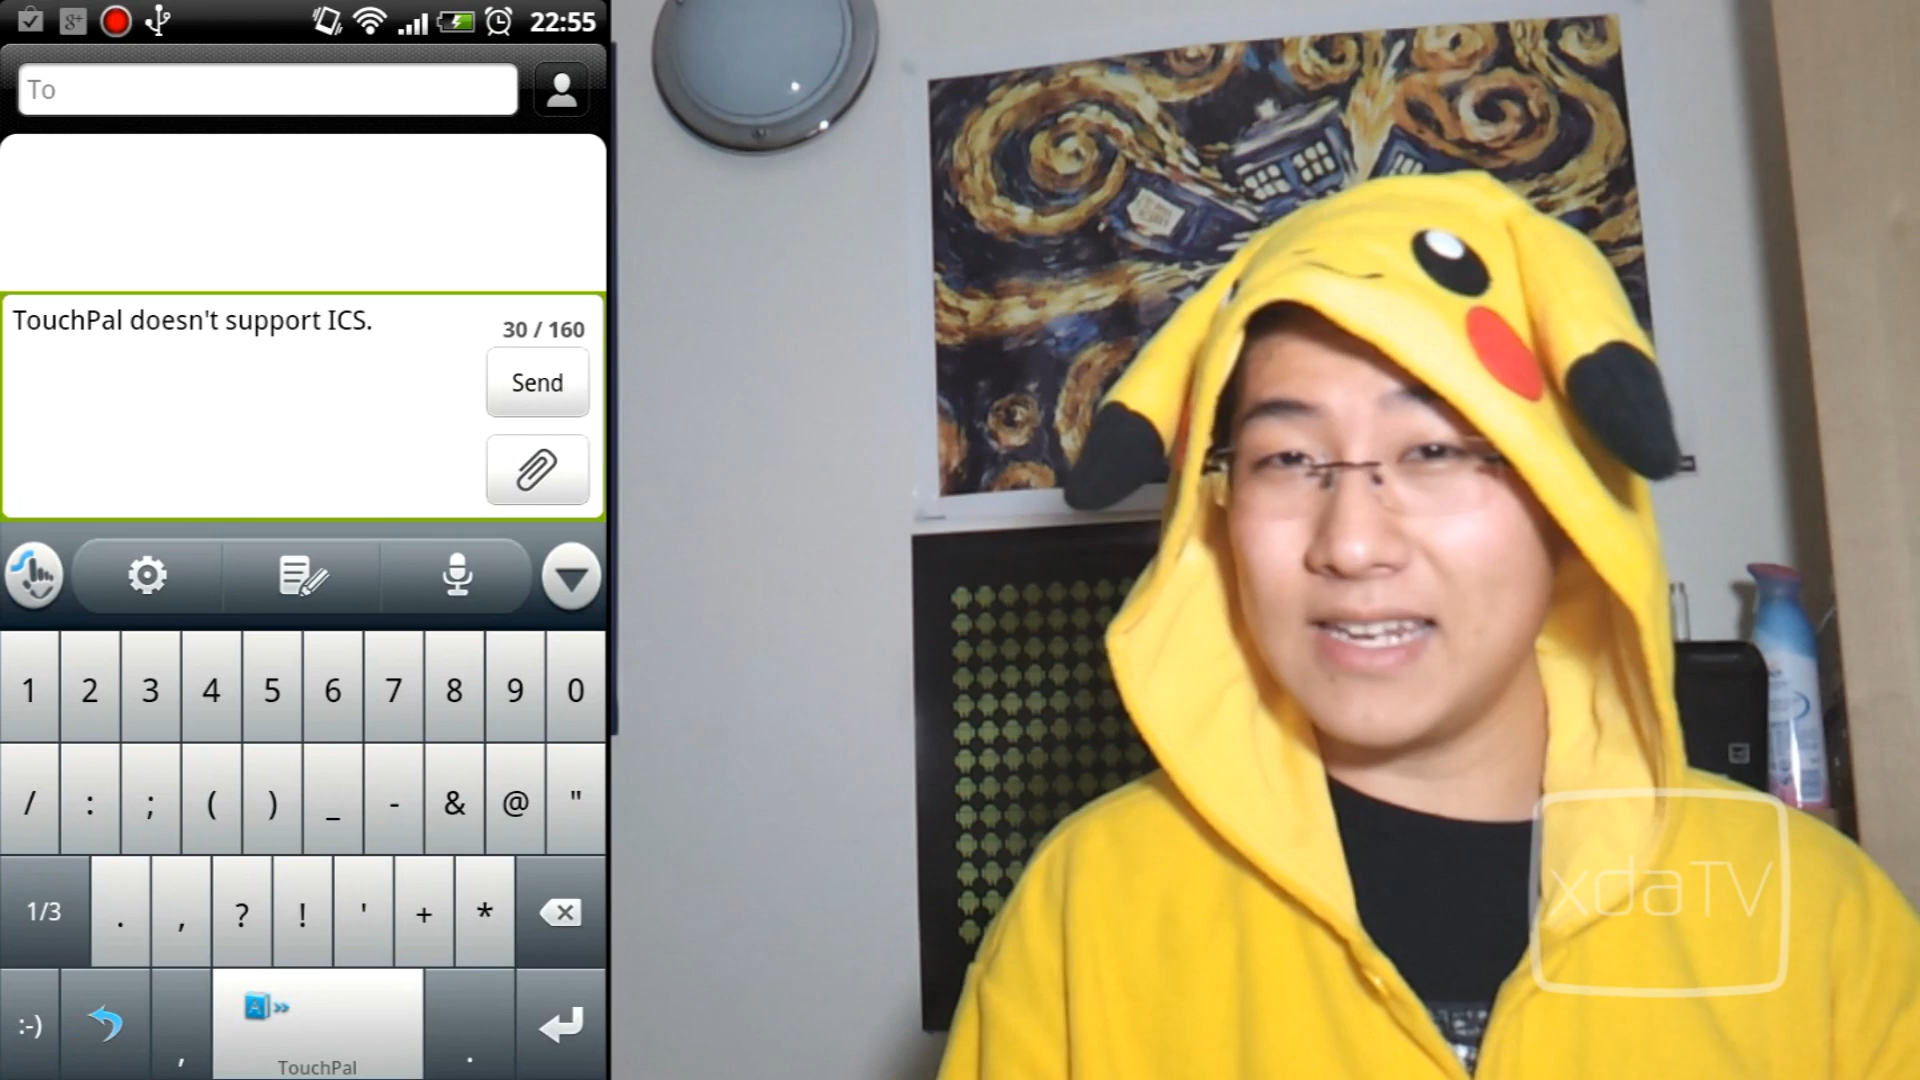 22:55
To
TouchPal doesn't support ICS.
30 / 160
Send
1 2 3 4 5 6 7 8 9 0
/ : ; ( ) _ - & @ "
1/3 . , ? ! ' + *
:-) , .
TouchPal
xdaTV